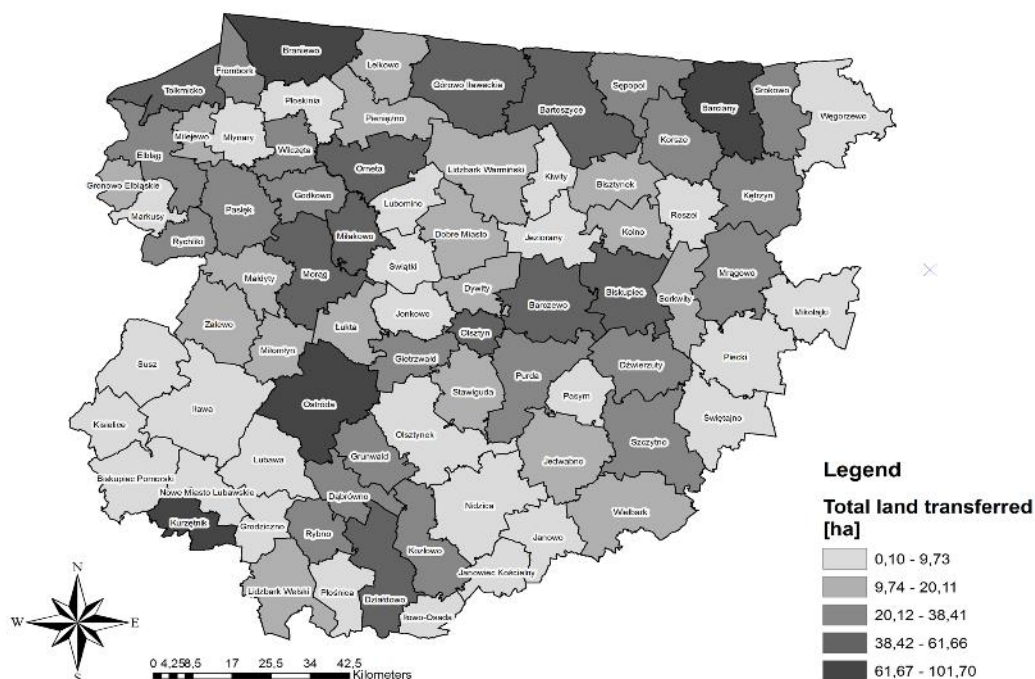 Braniewo
Lelkowo
Frombork
Górowo Iławeckie
Sępopol
Barciany
Srokowo
Tolkmicko
Płoskinia
Bartoszyce
Węgorzewo
Pieniężno
Milejewo
Młynary
Korsze
Wilczęta
Elbląg
Orneta
Lidzbark Warmiński
Kiwity
Bisztynek
Gronowo Elbląskie
Kętrzyn
Godkowo
Pasłęk
Lubomino
Reszel
Markusy
Kolno
Miłakowo
Dobre Miasto
Jeziorany
Rychliki
Świątki
Morąg
Mrągowo
Małdyty
Dywity
Biskupiec
Sorkwity
Barczewo
Mikołajki
Jonkowo
Zalewo
Łukta
Olsztyn
Miłomłyn
Piecki
Gietrzwałd
Dźwierzuty
Susz
Purda
Stawiguda
Pasym
Ostróda
Iława
Świętajno
Kisielice
Olsztynek
Szczytno
Grunwald
Lubawa
Jedwabno
Biskupiec Pomorski
Nowe Miasto Lubawskie
Dąbrówno
Nidzica
Wielbark
Kurzętnik
Grodziczno
Rybno
Janowo
Kozłowo
Janowiec Kościelny
Lidzbark Welski
Płośnica
Działdowo
Iłowo-Osada
Legend
Total land transferred
[ha]
0,10 - 9,73
9,74 - 20,11
20,12 - 38,41
38,42 - 61,66
61,67 - 101,70
N
W E
S
0 4,25 8,5 17 25,5 34 42,5
Kilometers